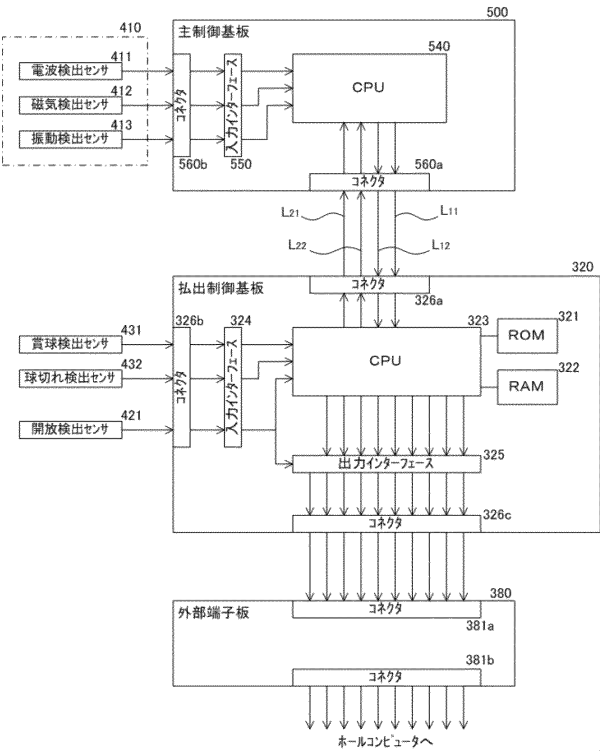 500
410
主制御基板
411
電波検出センサ
412
磁気検出センサ
413
振動検出センサ
コネクタ
560b
入力インターフェース
550
540
CPU
560a
コネクタ
L21
L11
L22
L12
320
払出制御基板
コネクタ
326a
431
賞球検出センサ
432
球切れ検出センサ
421
開放検出センサ
326b
コネクタ
324
入力インターフェース
323
CPU
321
ROM
322
RAM
325
出力インターフェース
326c
コネクタ
380
外部端子板
コネクタ
381a
381b
コネクタ
ホールコンピュータへ